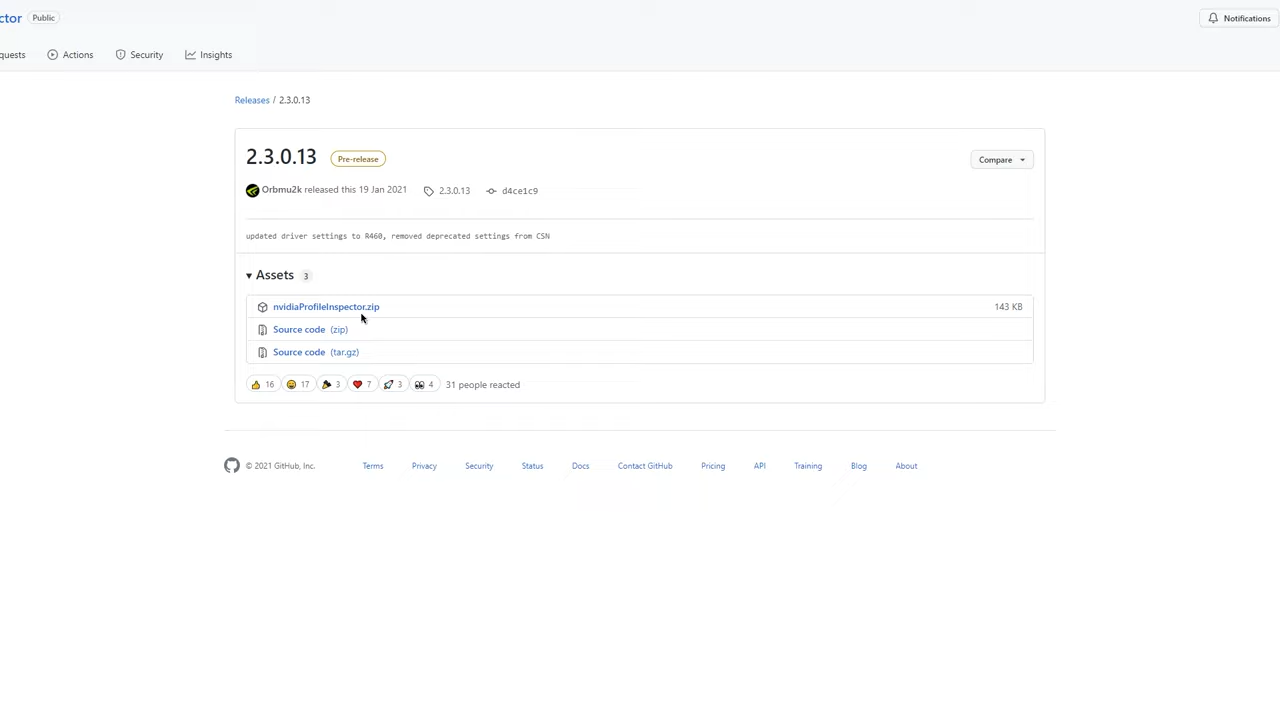 ctor Public
Notifications
quests Actions Security Insights
Releases / 2.3.0.13
2.3.0.13 Pre-release
Compare
Orbmu2k released this 19 Jan 2021 2.3.0.13 d4ce1c9
updated driver settings to R460, removed deprecated settings from CSN
Assets 3
nvidiaProfileInspector.zip 143 KB
Source code (zip)
Source code (tar.gz)
16 17 3 7 3 4 31 people reacted
© 2021 GitHub, Inc. Terms Privacy Security Status Docs Contact GitHub Pricing API Training Blog About